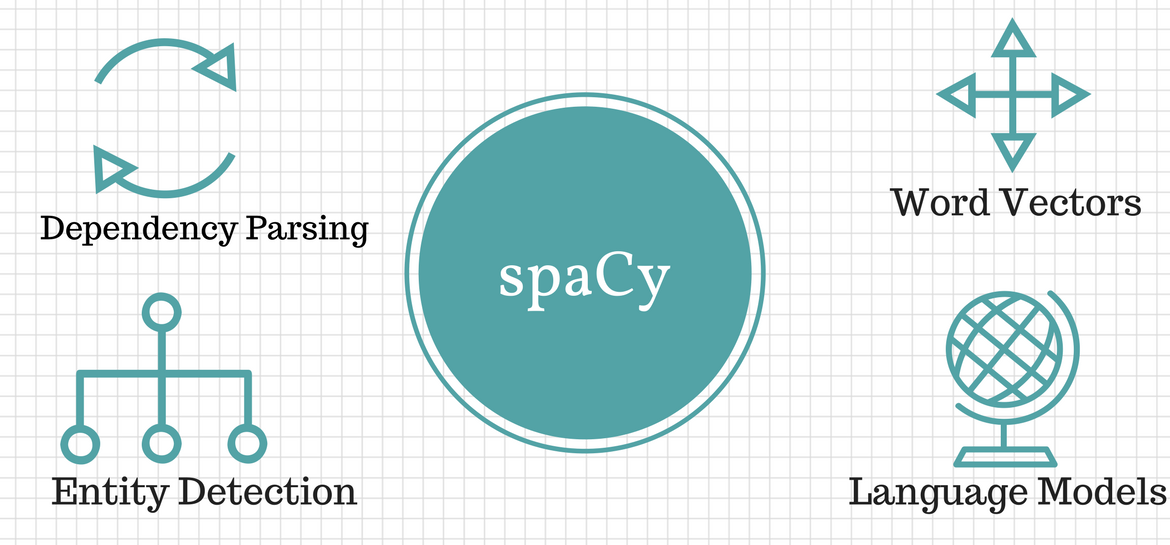 Dependency Parsing
Word Vectors
spaCy
Entity Detection
Language Models